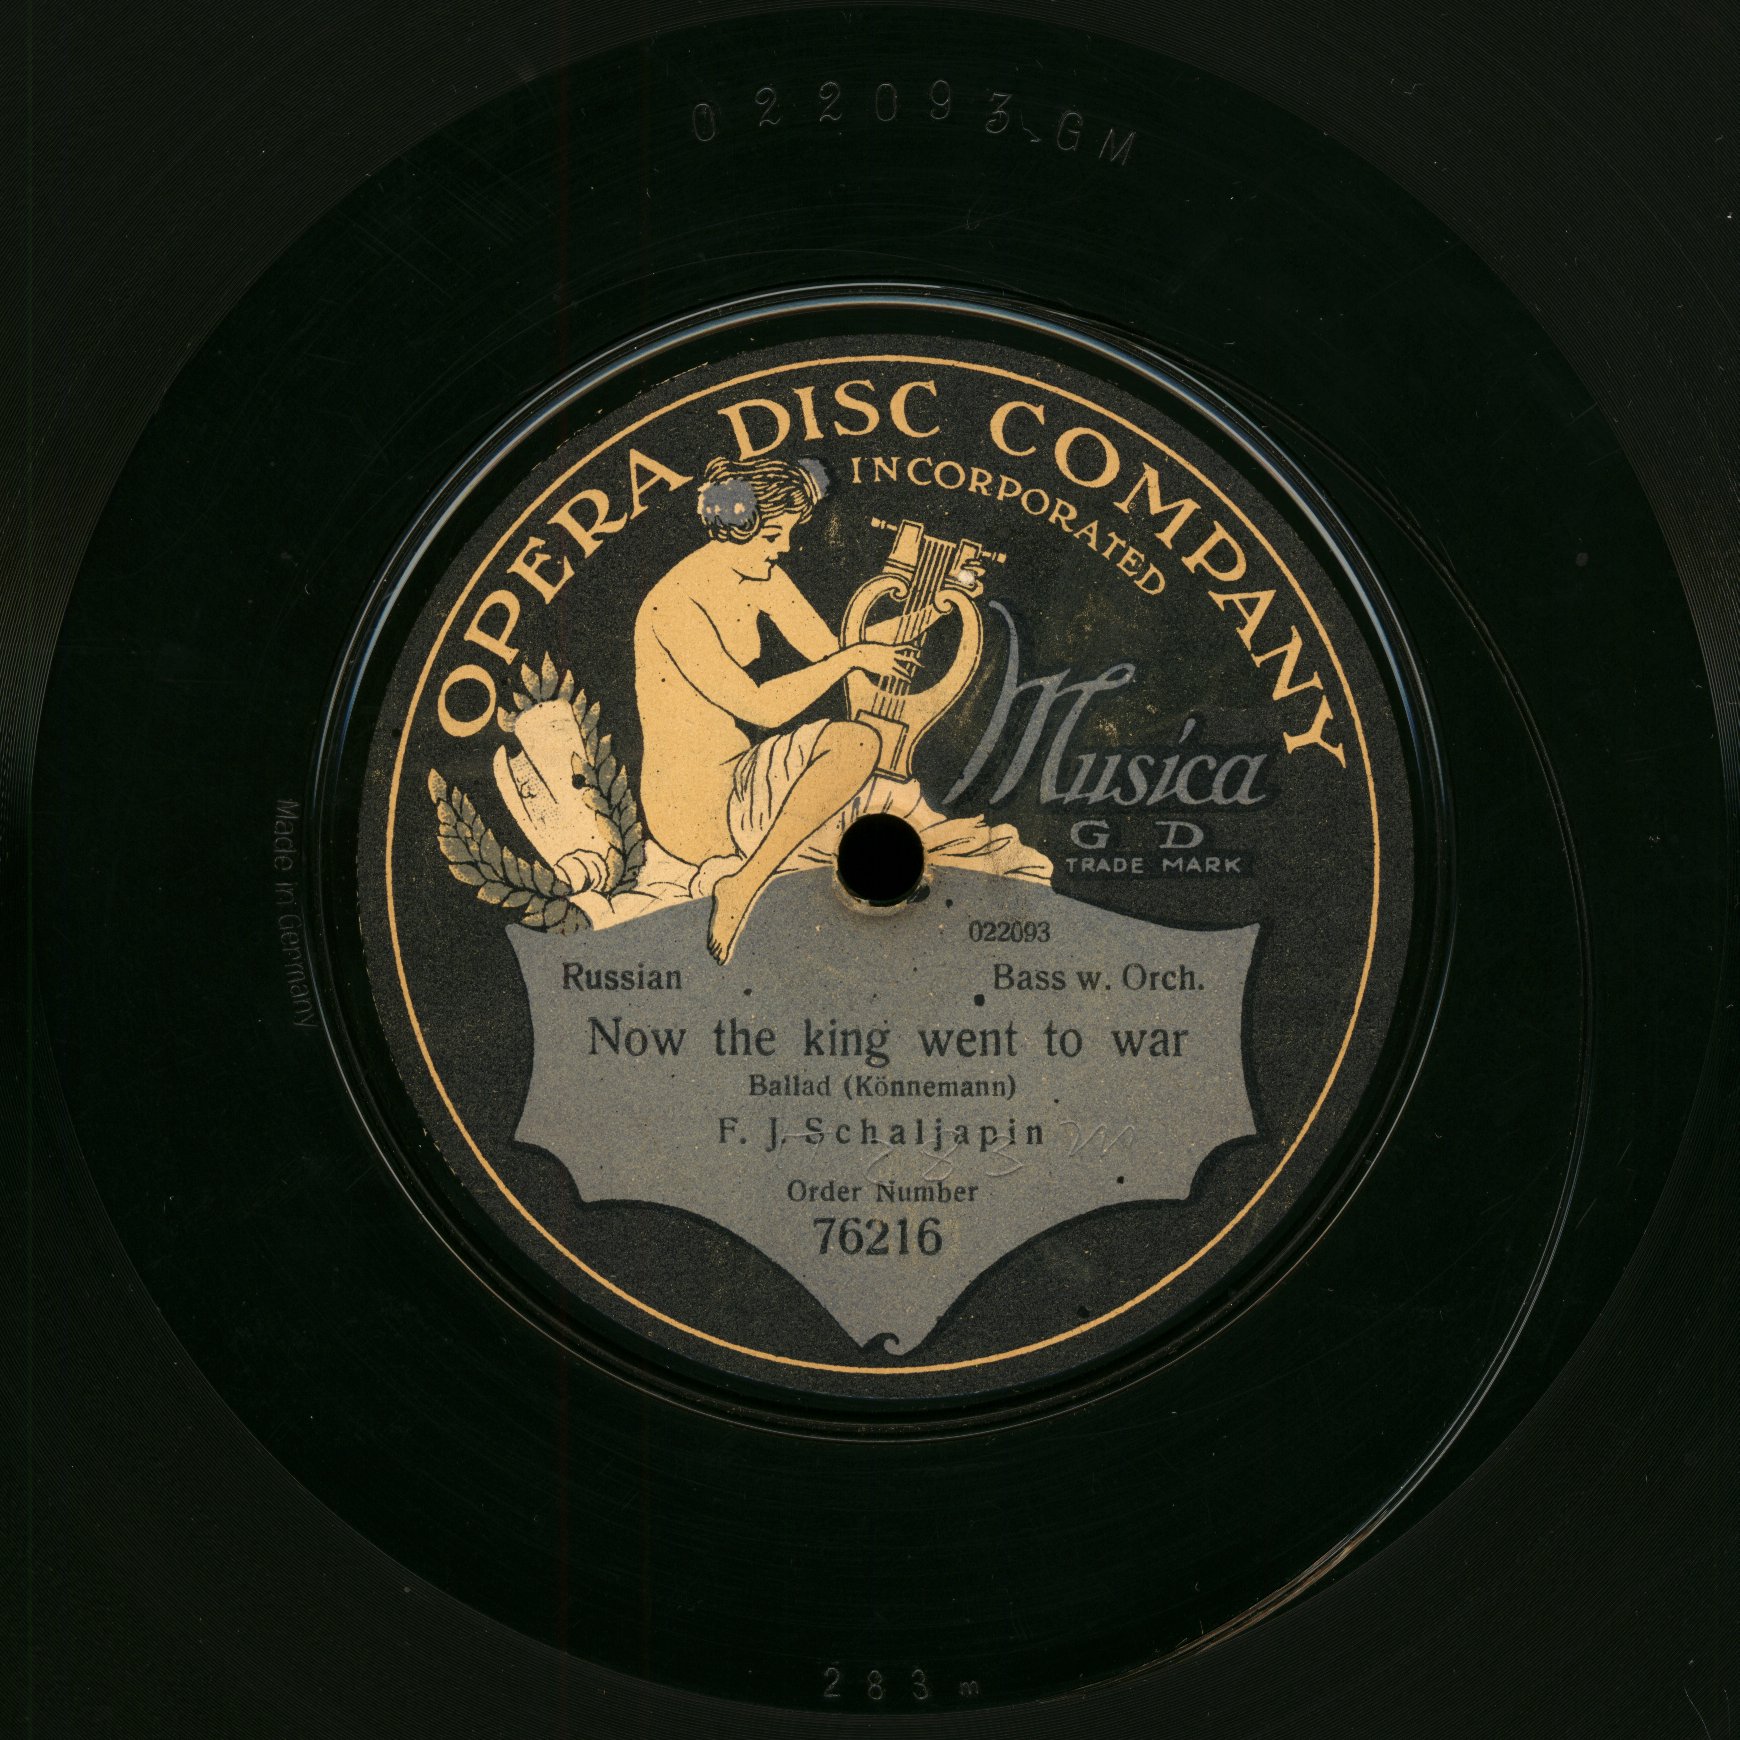 022093 GM
OPERA DISC COMPANY
INCORPORATED
Musica
G D
TRADE MARK
Made in Germany
022093
Russian Bass w. Orch.
Now the king went to war
Ballad (Könnemann)
F. J. Schaljapin
283 m
Order Number
76216
283 m